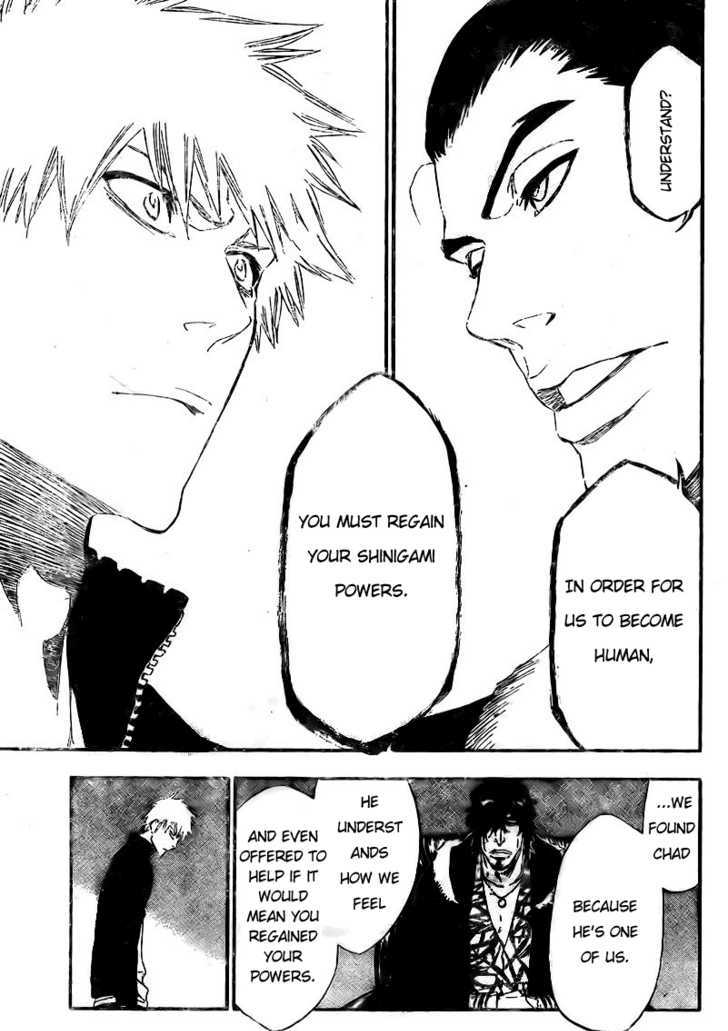 UNDERSTAND?
IN ORDER FOR
US TO BECOME
HUMAN,
YOU MUST REGAIN
YOUR SHINIGAMI
POWERS.
...WE
FOUND
CHAD
BECAUSE
HE'S ONE
OF US.
HE
UNDERST
ANDS
HOW WE
FEEL
AND EVEN
OFFERED TO
HELP IF IT
WOULD
MEAN YOU
REGAINED
YOUR
POWERS.